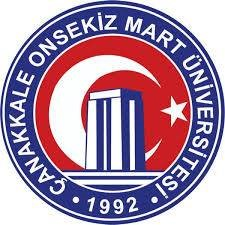 ÇANAKKALE ONSEKİZ MART ÜNİVERSİTESİ
• 1992 •